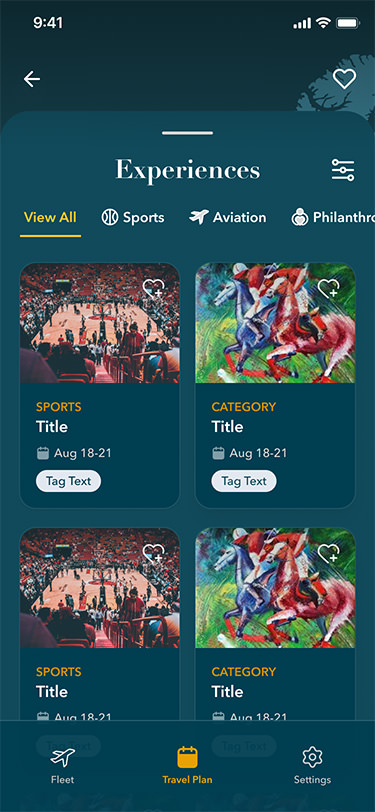 9:41
Experiences
View All Sports Aviation Philanthro
SPORTS CATEGORY
Title Title
Aug 18-21 Aug 18-21
Tag Text Tag Text
SPORTS CATEGORY
Title Title
Aug 18-21 Aug 18-21
Tag Text Tag Text
Fleet Travel Plan Settings